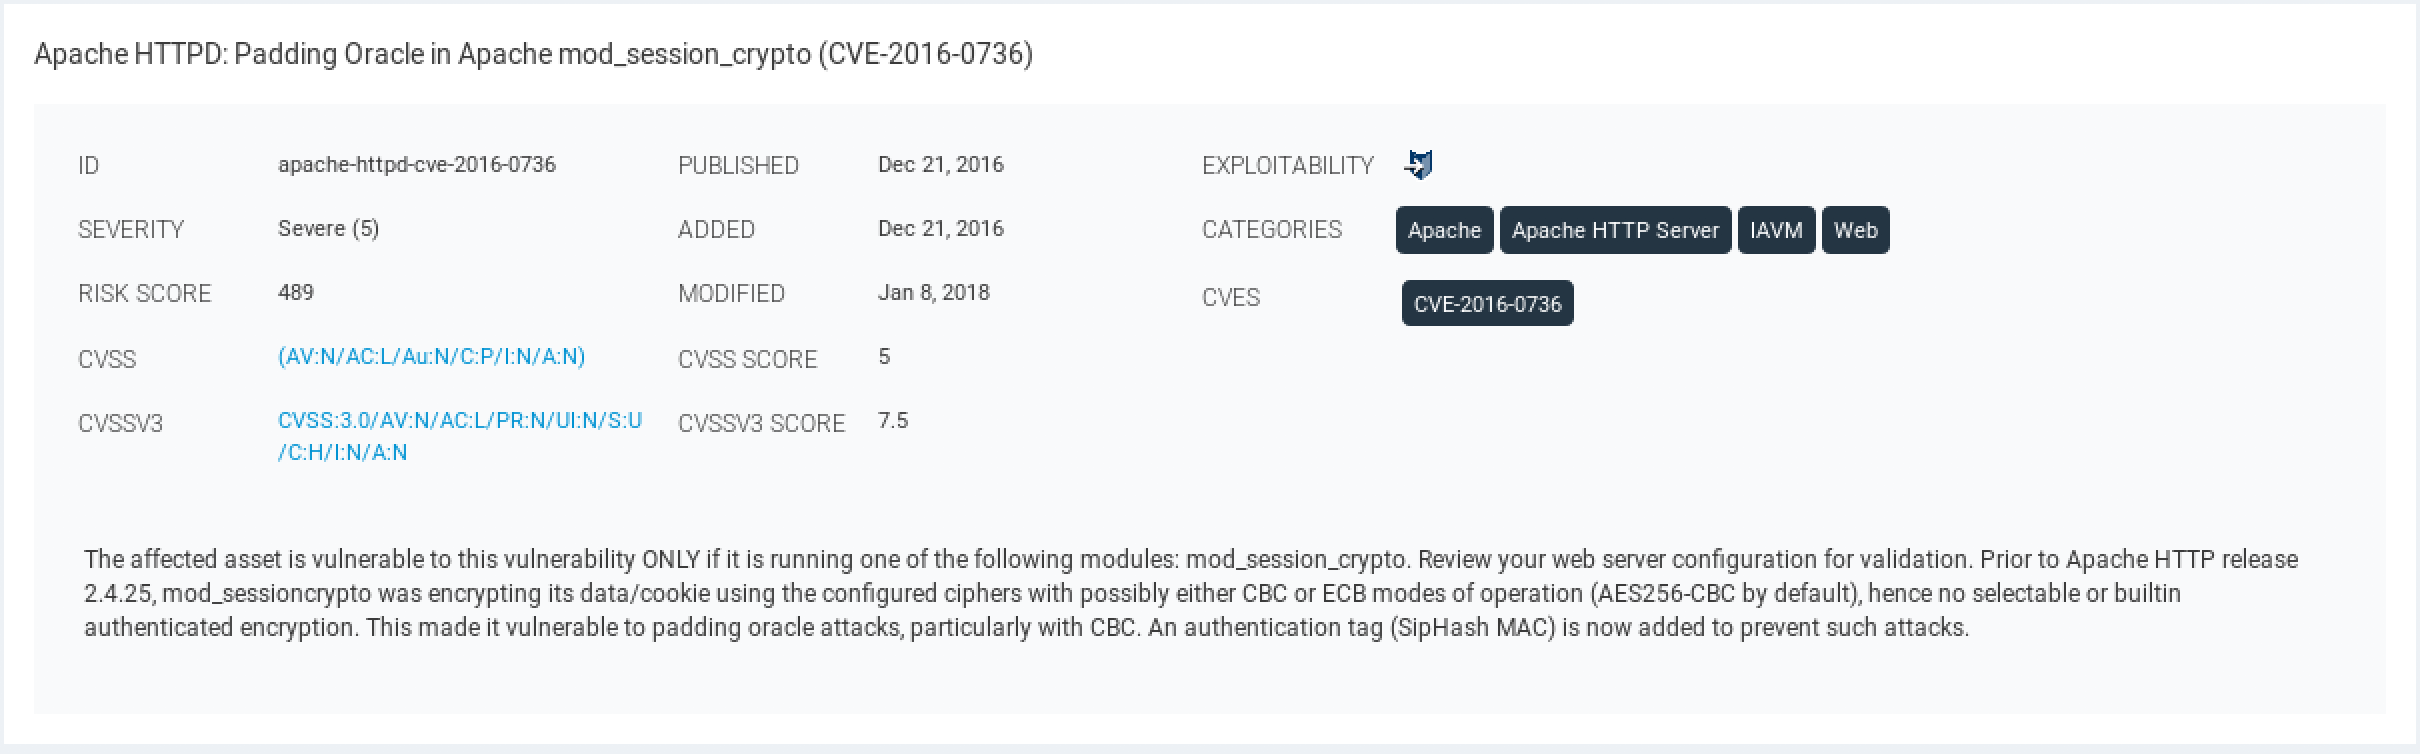 Apache HTTPD: Padding Oracle in Apache mod_session_crypto (CVE-2016-0736)
ID apache-httpd-cve-2016-0736 PUBLISHED Dec 21, 2016 EXPLOITABILITY
SEVERITY Severe (5) ADDED Dec 21, 2016 CATEGORIES Apache Apache HTTP Server IAVM Web
RISK SCORE 489 MODIFIED Jan 8, 2018 CVES CVE-2016-0736
CVSS (AV:N/AC:L/Au:N/C:P/I:N/A:N) CVSS SCORE 5
CVSSV3 CVSS:3.0/AV:N/AC:L/PR:N/UI:N/S:U CVSSV3 SCORE 7.5
/C:H/I:N/A:N
The affected asset is vulnerable to this vulnerability ONLY if it is running one of the following modules: mod_session_crypto. Review your web server configuration for validation. Prior to Apache HTTP release
2.4.25, mod_sessioncrypto was encrypting its data/cookie using the configured ciphers with possibly either CBC or ECB modes of operation (AES256-CBC by default), hence no selectable or builtin
authenticated encryption. This made it vulnerable to padding oracle attacks, particularly with CBC. An authentication tag (SipHash MAC) is now added to prevent such attacks.